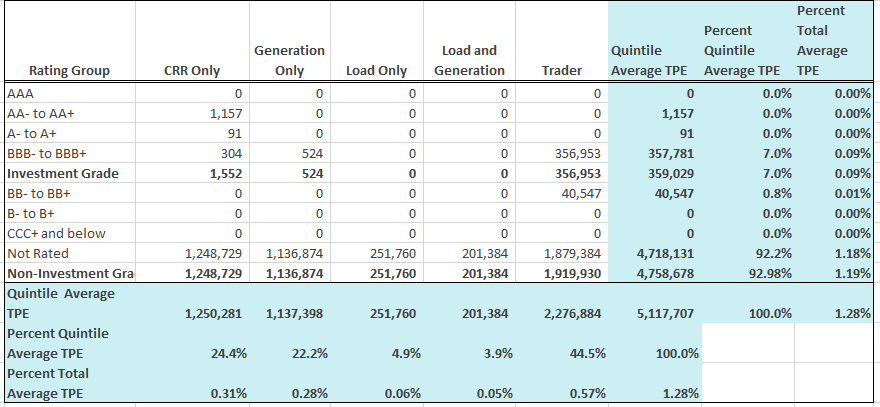 Percent
Percent Total
Generation Load and Quintile Quintile Average
Rating Group CRR Only Only Load Only Generation Trader Average TPE Average TPE TPE
AAA 0 0 0 0 0 0 0.0% 0.00%
AA- to AA+ 1,157 0 0 0 0 1,157 0.0% 0.00%
A- to A+ 91 0 0 0 0 91 0.0% 0.00%
BBB- to BBB+ 304 524 0 0 356,953 357,781 7.0% 0.09%
Investment Grade 1,552 524 0 0 356,953 359,029 7.0% 0.09%
BB- to BB+ 0 0 0 0 40,547 40,547 0.8% 0.01%
B- to B+ 0 0 0 0 0 0 0.0% 0.00%
CCC+ and below 0 0 0 0 0 0 0.0% 0.00%
Not Rated 1,248,729 1,136,874 251,760 201,384 1,879,384 4,718,131 92.2% 1.18%
Non-Investment Gra 1,248,729 1,136,874 251,760 201,384 1,919,930 4,758,678 92.98% 1.19%
Quintile Average
TPE 1,250,281 1,137,398 251,760 201,384 2,276,884 5,117,707 100.0% 1.28%
Percent Quintile
Average TPE 24.4% 22.2% 4.9% 3.9% 44.5% 100.0%
Percent Total
Average TPE 0.31% 0.28% 0.06% 0.05% 0.57% 1.28%